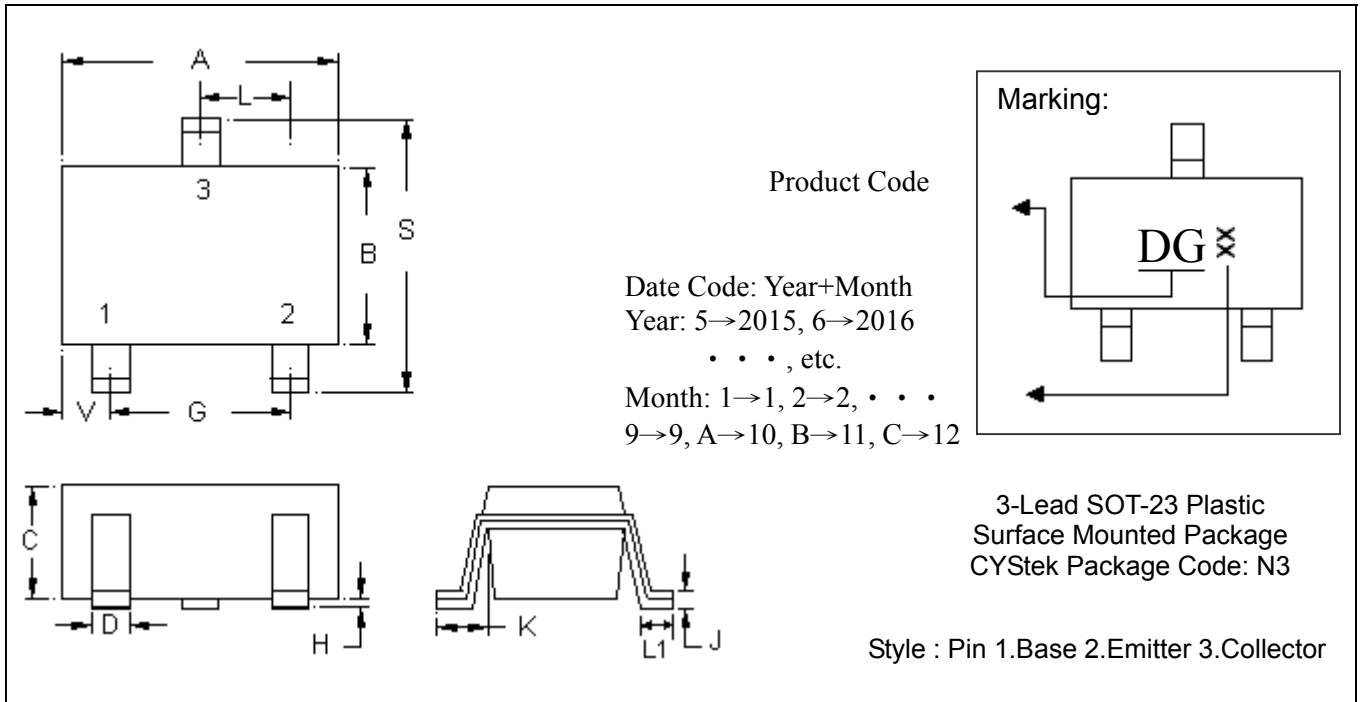 A
L
3
S
B
1
2
V
G
C
D
H
K
L1
J
Product Code
Date Code: Year+Month
Year: 5→2015, 6→2016
・・・, etc.
Month: 1→1, 2→2, ・・・
9→9, A→10, B→11, C→12
Marking:
DG XX
3-Lead SOT-23 Plastic
Surface Mounted Package
CYStek Package Code: N3
Style : Pin 1.Base 2.Emitter 3.Collector